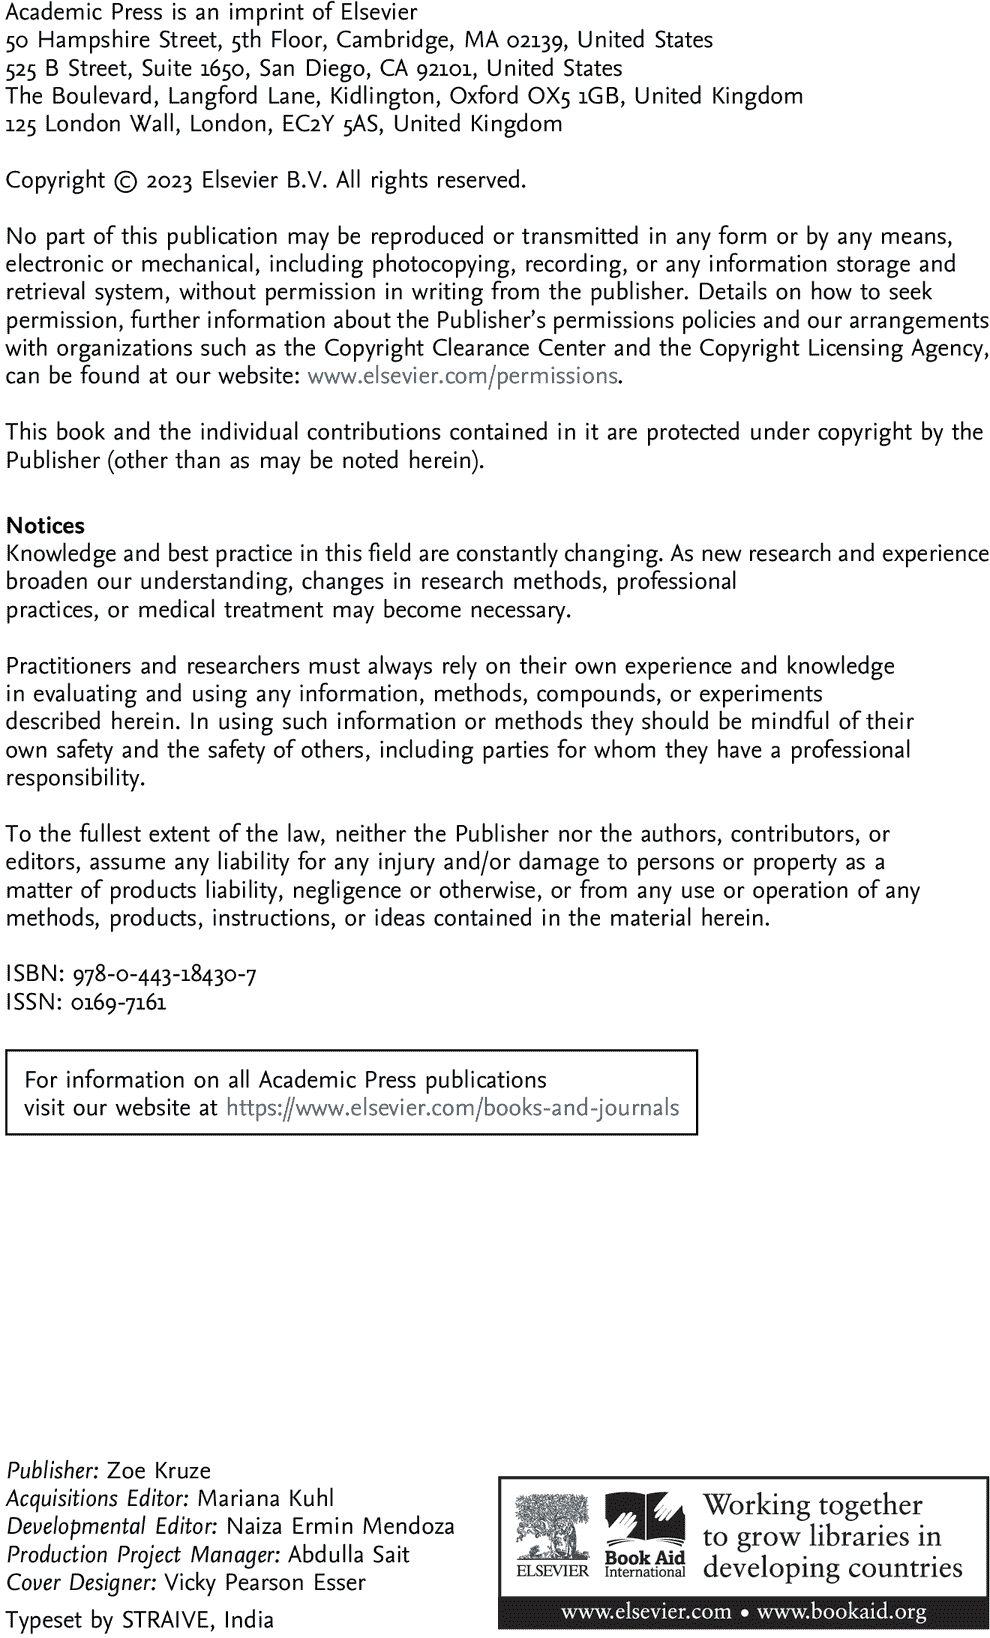 Academic Press is an imprint of Elsevier
50 Hampshire Street, 5th Floor, Cambridge, MA 02139, United States
525 B Street, Suite 1650, San Diego, CA 92101, United States
The Boulevard, Langford Lane, Kidlington, Oxford OX5 1GB, United Kingdom
125 London Wall, London, EC2Y 5AS, United Kingdom
Copyright © 2023 Elsevier B.V. All rights reserved.
No part of this publication may be reproduced or transmitted in any form or by any means,
electronic or mechanical, including photocopying, recording, or any information storage and
retrieval system, without permission in writing from the publisher. Details on how to seek
permission, further information about the Publisher’s permissions policies and our arrangements
with organizations such as the Copyright Clearance Center and the Copyright Licensing Agency,
can be found at our website: www.elsevier.com/permissions.
This book and the individual contributions contained in it are protected under copyright by the
Publisher (other than as may be noted herein).
Notices
Knowledge and best practice in this field are constantly changing. As new research and experience
broaden our understanding, changes in research methods, professional
practices, or medical treatment may become necessary.
Practitioners and researchers must always rely on their own experience and knowledge
in evaluating and using any information, methods, compounds, or experiments
described herein. In using such information or methods they should be mindful of their
own safety and the safety of others, including parties for whom they have a professional
responsibility.
To the fullest extent of the law, neither the Publisher nor the authors, contributors, or
editors, assume any liability for any injury and/or damage to persons or property as a
matter of products liability, negligence or otherwise, or from any use or operation of any
methods, products, instructions, or ideas contained in the material herein.
ISBN: 978-0-443-18430-7
ISSN: 0169-7161
For information on all Academic Press publications
visit our website at https://www.elsevier.com/books-and-journals
Publisher: Zoe Kruze
Acquisitions Editor: Mariana Kuhl
Developmental Editor: Naiza Ermin Mendoza
Production Project Manager: Abdulla Sait
Cover Designer: Vicky Pearson Esser
Typeset by STRAIVE, India
ELSEVIER
Book Aid
International
Working together
to grow libraries in
developing countries
www.elsevier.com • www.bookaid.org